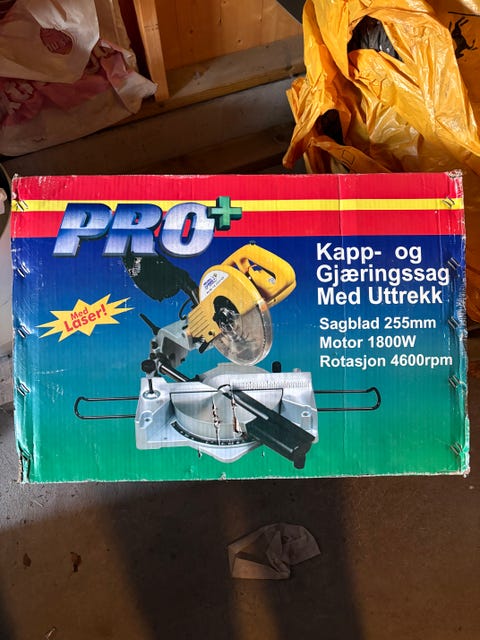 PRO+
Med
Laser!
Kapp- og
Gjæringssag
Med Uttrekk
Sagblad 255mm
Motor 1800W
Rotasjon 4600rpm